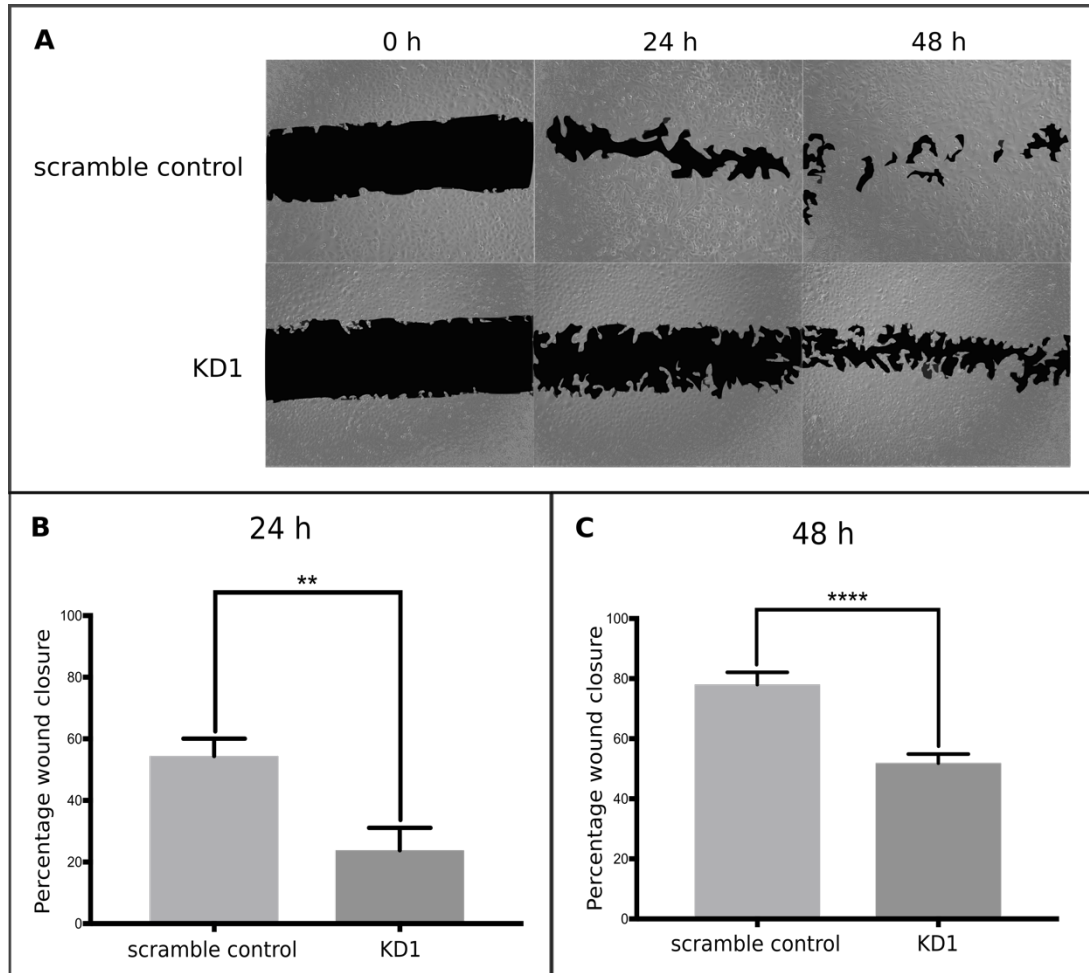 A
0 h 24 h 48 h
scramble control
KD1
B
24 h
**
Percentage wound closure
100
80
60
40
20
0
scramble control KD1
C
48 h
****
Percentage wound closure
100
80
60
40
20
0
scramble control KD1